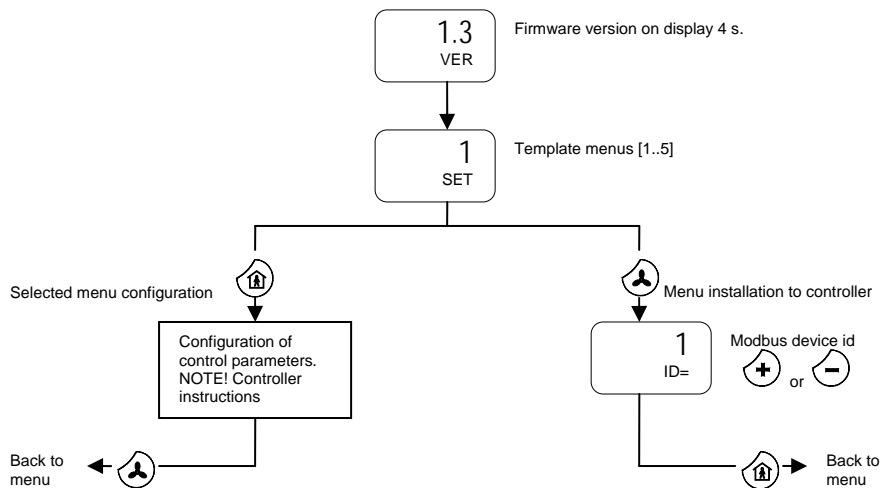 1.3
VER
Firmware version on display 4 s.
1
SET
Template menus [1..5]
Selected menu configuration
Menu installation to controller
Configuration of
control parameters.
NOTE! Controller
instructions
1
ID=
Modbus device id
+ or -
Back to
menu
Back to
menu